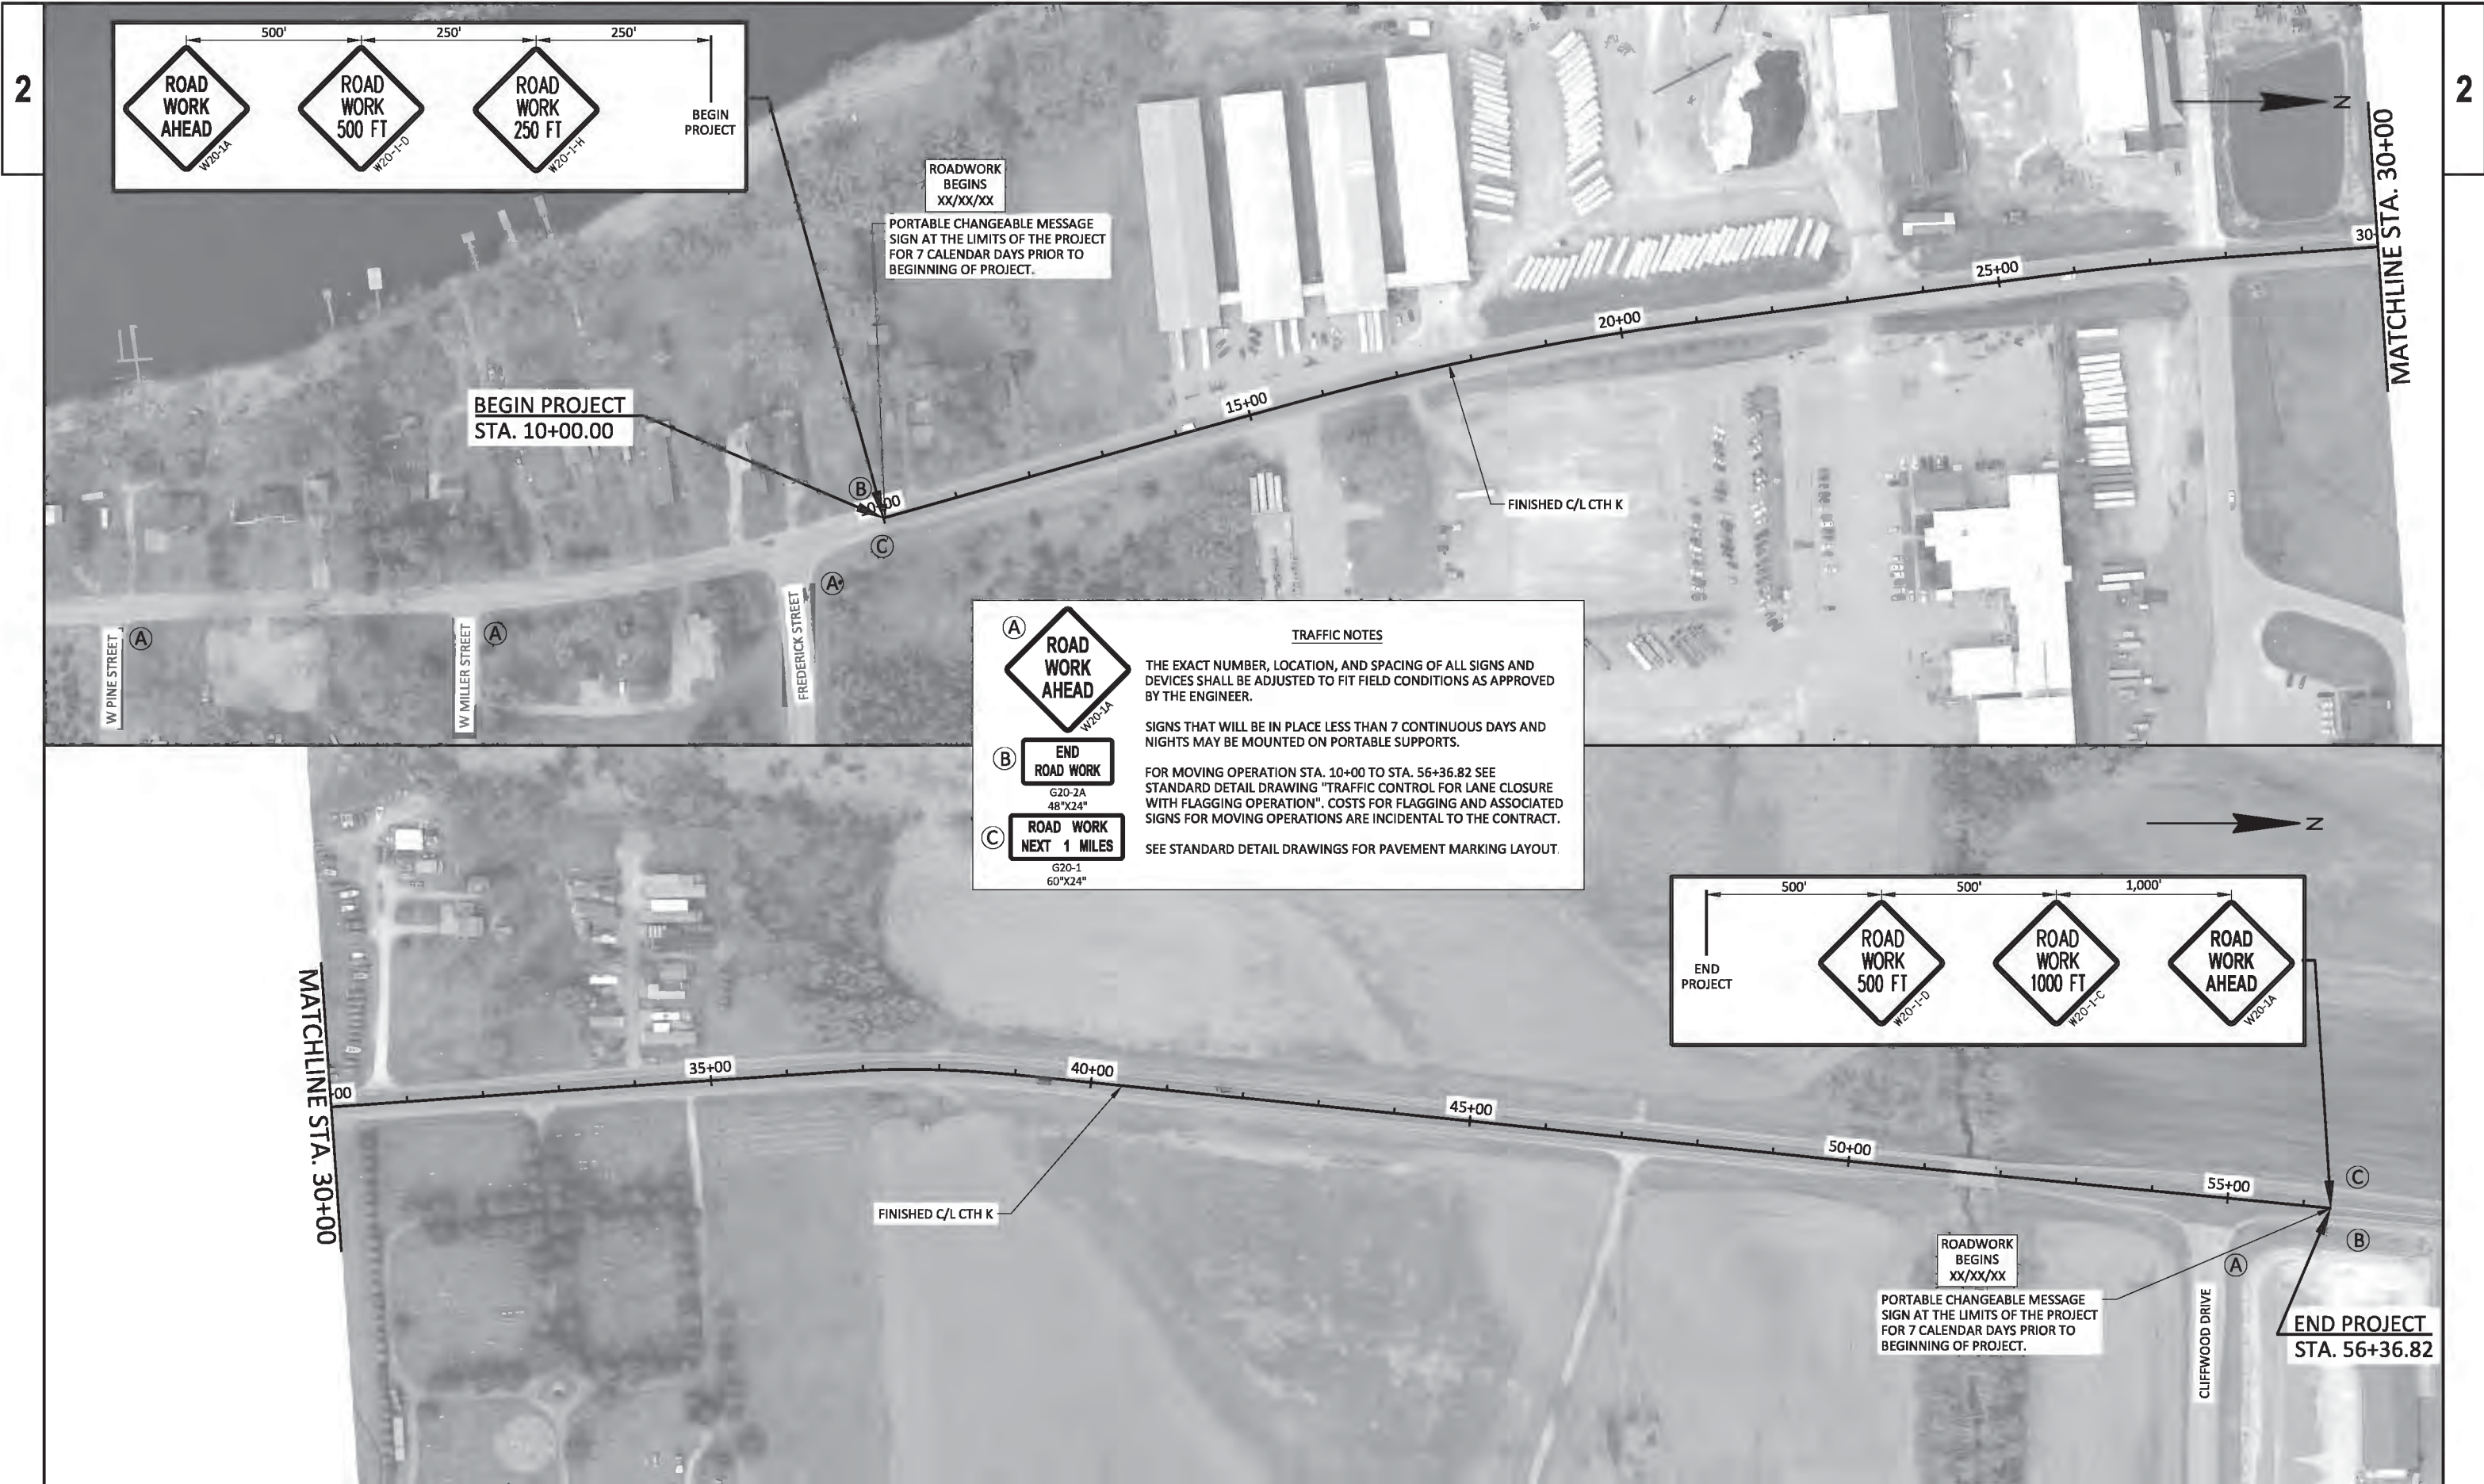 2
2
500'
250'
250'
ROAD
WORK
AHEAD
W20-1A
ROAD
WORK
500 FT
W20-1-D
ROAD
WORK
250 FT
W20-1-H
BEGIN
PROJECT
N
MATCHLINE STA. 30+00
ROADWORK
BEGINS
XX/XX/XX
PORTABLE CHANGEABLE MESSAGE
SIGN AT THE LIMITS OF THE PROJECT
FOR 7 CALENDAR DAYS PRIOR TO
BEGINNING OF PROJECT.
30
25+00
20+00
15+00
BEGIN PROJECT
STA. 10+00.00
B
C
FINISHED C/L CTH K
A
A
A
W PINE STREET
W MILLER STREET
FREDERICK STREET
A
ROAD
WORK
AHEAD
W20-1A
B
END
ROAD WORK
G20-2A
48"X24"
C
ROAD WORK
NEXT 1 MILES
G20-1
60"X24"
TRAFFIC NOTES
THE EXACT NUMBER, LOCATION, AND SPACING OF ALL SIGNS AND
DEVICES SHALL BE ADJUSTED TO FIT FIELD CONDITIONS AS APPROVED
BY THE ENGINEER.
SIGNS THAT WILL BE IN PLACE LESS THAN 7 CONTINUOUS DAYS AND
NIGHTS MAY BE MOUNTED ON PORTABLE SUPPORTS.
FOR MOVING OPERATION STA. 10+00 TO STA. 56+36.82 SEE
STANDARD DETAIL DRAWING "TRAFFIC CONTROL FOR LANE CLOSURE
WITH FLAGGING OPERATION". COSTS FOR FLAGGING AND ASSOCIATED
SIGNS FOR MOVING OPERATIONS ARE INCIDENTAL TO THE CONTRACT.
SEE STANDARD DETAIL DRAWINGS FOR PAVEMENT MARKING LAYOUT.
N
500'
500'
1,000'
END
PROJECT
ROAD
WORK
500 FT
W20-1-D
ROAD
WORK
1000 FT
W20-1-C
ROAD
WORK
AHEAD
W20-1A
MATCHLINE STA. 30+00
00
35+00
40+00
45+00
50+00
55+00
FINISHED C/L CTH K
C
B
A
ROADWORK
BEGINS
XX/XX/XX
PORTABLE CHANGEABLE MESSAGE
SIGN AT THE LIMITS OF THE PROJECT
FOR 7 CALENDAR DAYS PRIOR TO
BEGINNING OF PROJECT.
CLIFFWOOD DRIVE
END PROJECT
STA. 56+36.82